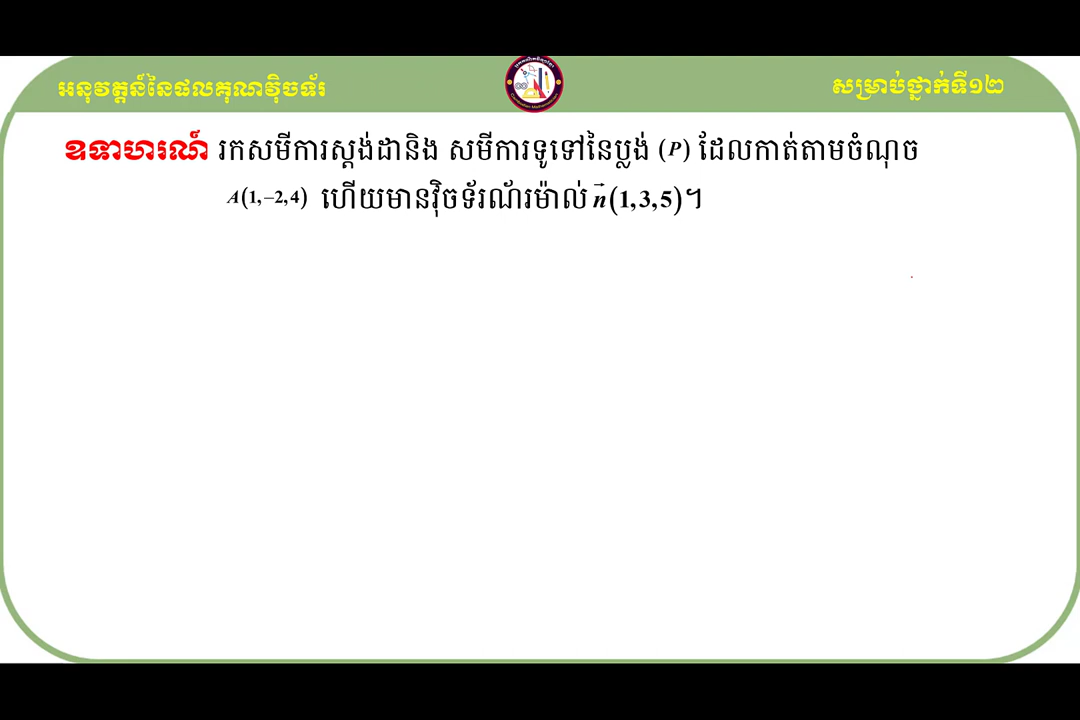 អនុវត្តន៍នៃផលគុណវ៉ិចទ័រ
សម្រាប់ថ្នាក់ទី១២
ឧទាហរណ៍ រកសមីការស្តង់ដានិង សមីការទូទៅនៃប្លង់ (P) ដែលកាត់តាមចំណុច
A(1,−2,4) ហើយមានវ៉ិចទ័រណ័រម៉ាល់ n⃗(1,3,5)។